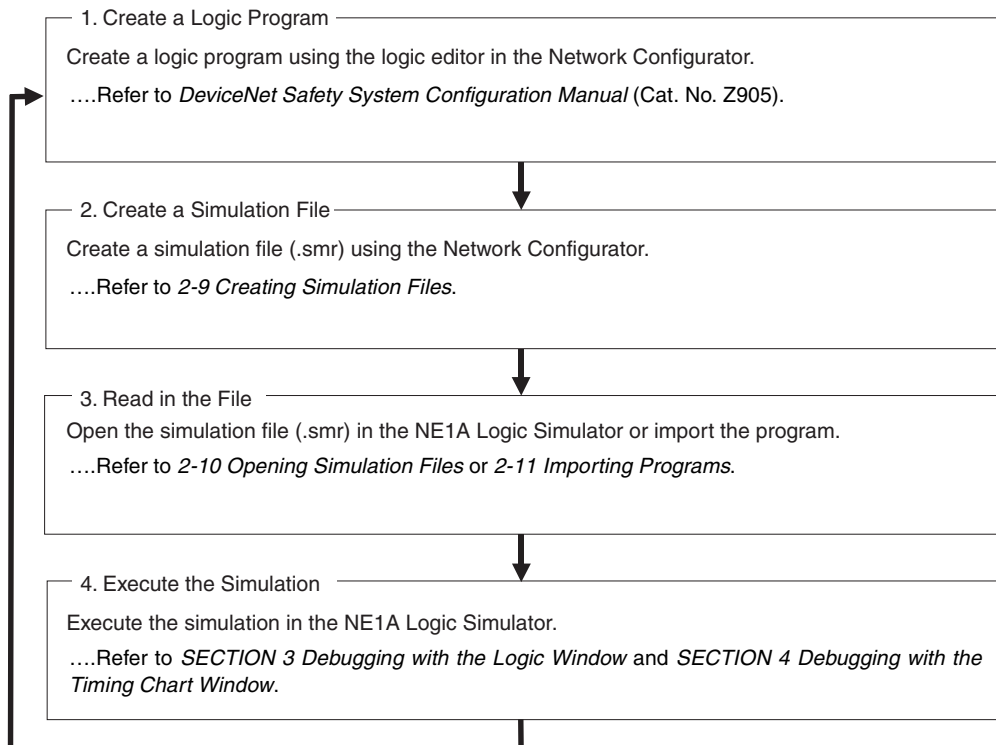 1. Create a Logic Program
Create a logic program using the logic editor in the Network Configurator.
....Refer to DeviceNet Safety System Configuration Manual (Cat. No. Z905).
2. Create a Simulation File
Create a simulation file (.smr) using the Network Configurator.
....Refer to 2-9 Creating Simulation Files.
3. Read in the File
Open the simulation file (.smr) in the NE1A Logic Simulator or import the program.
....Refer to 2-10 Opening Simulation Files or 2-11 Importing Programs.
4. Execute the Simulation
Execute the simulation in the NE1A Logic Simulator.
....Refer to SECTION 3 Debugging with the Logic Window and SECTION 4 Debugging with the
Timing Chart Window.